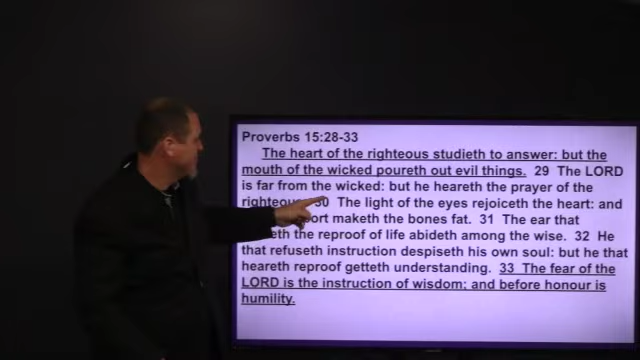 Proverbs 15:28-33
The heart of the righteous studieth to answer: but the
mouth of the wicked poureth out evil things. 29 The LORD
is far from the wicked: but he heareth the prayer of the
The light of the eyes rejoiceth the heart: and
maketh the bones fat. 31 The ear that
the reproof of life abideth among the wise. 32 He
that refuseth instruction despiseth his own soul: but he that
heareth reproof getteth understanding. 33 The fear of the
LORD is the instruction of wisdom; and before honour is
humility.